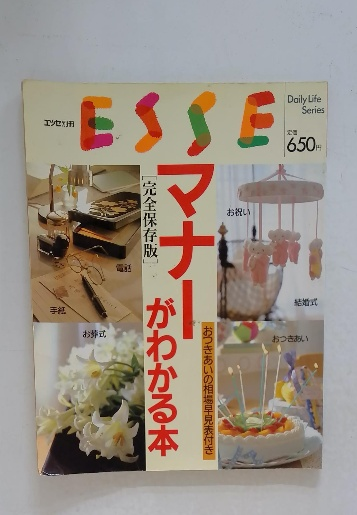 エッセ別冊
ESSE
Daily Life
Series
定価
650円
マナーがわかる本
[完全保存版]
おつきあいの相場早見表付き
電話
手紙
お祝い
結婚式
お葬式
おつきあい